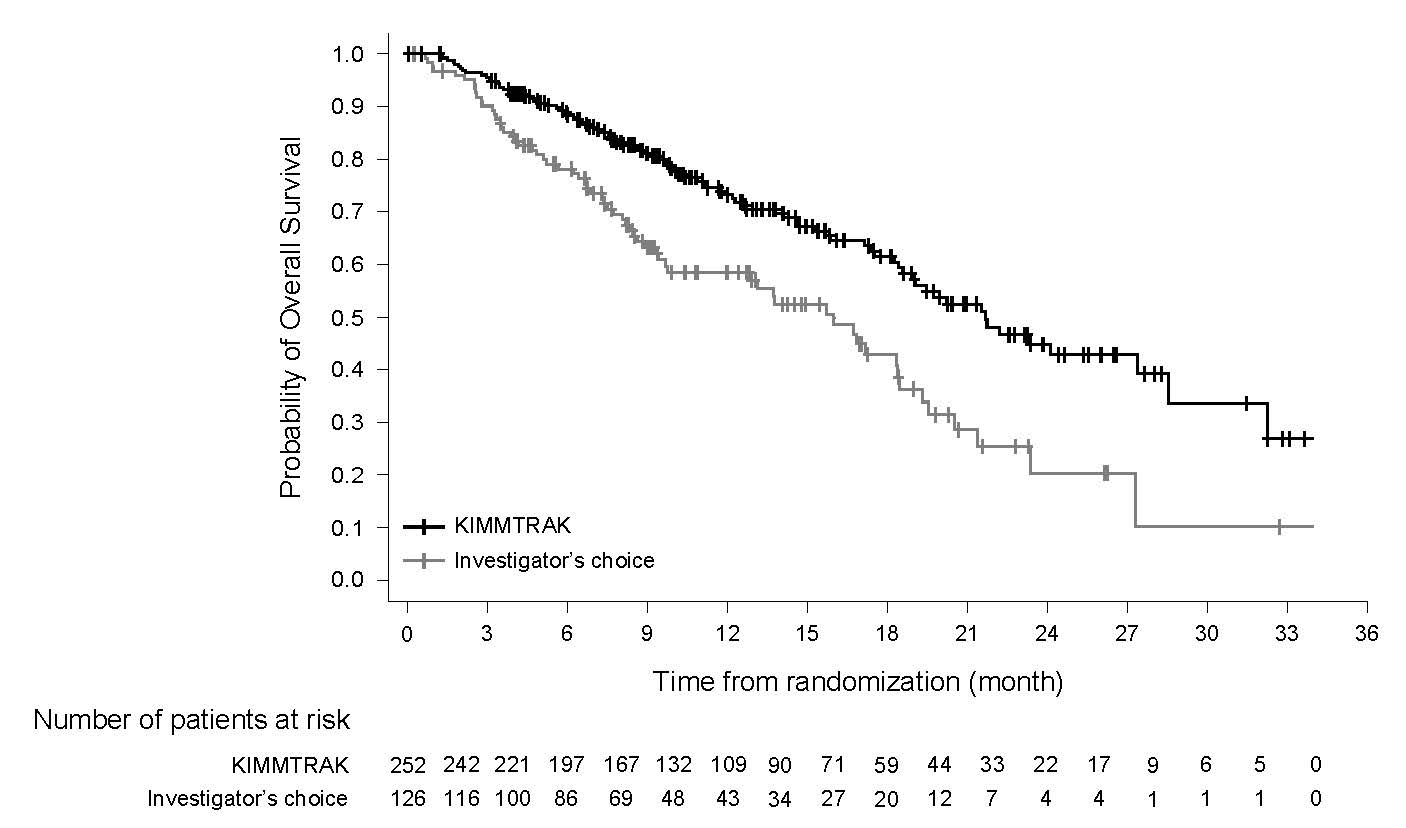 Probability of Overall Survival
1.0
0.9
0.8
0.7
0.6
0.5
0.4
0.3
0.2
0.1
0.0
KIMMTRAK
Investigator's choice
0 3 6 9 12 15 18 21 24 27 30 33 36
Time from randomization (month)
Number of patients at risk
KIMMTRAK 252 242 221 197 167 132 109 90 71 59 44 33 22 17 9 6 5 0
Investigator's choice 126 116 100 86 69 48 43 34 27 20 12 7 4 4 1 1 1 0